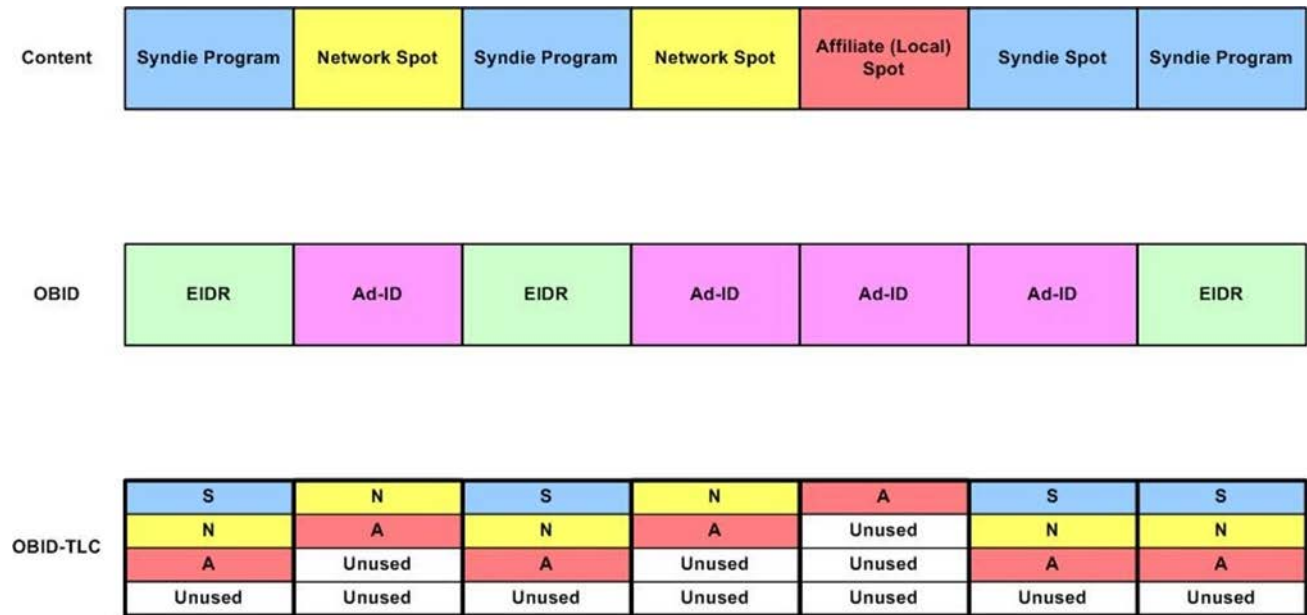 Content
Syndie Program
Network Spot
Syndie Program
Network Spot
Affiliate (Local)
Spot
Syndie Spot
Syndie Program
OBID
EIDR
Ad-ID
EIDR
Ad-ID
Ad-ID
Ad-ID
EIDR
OBID-TLC
S N S N A S S
N A N A Unused N N
A Unused A Unused Unused A A
Unused Unused Unused Unused Unused Unused Unused